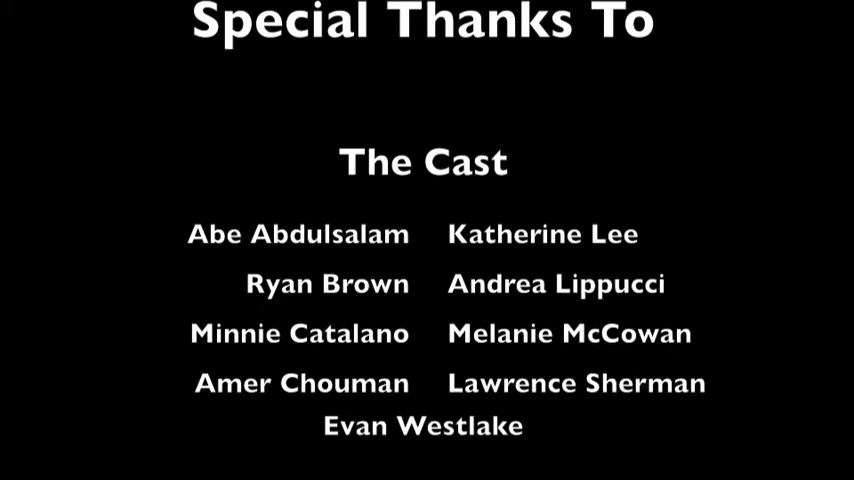 Special Thanks To
The Cast
Abe Abdulsalam Katherine Lee
Ryan Brown Andrea Lippucci
Minnie Catalano Melanie McCowan
Amer Chouman Lawrence Sherman
Evan Westlake